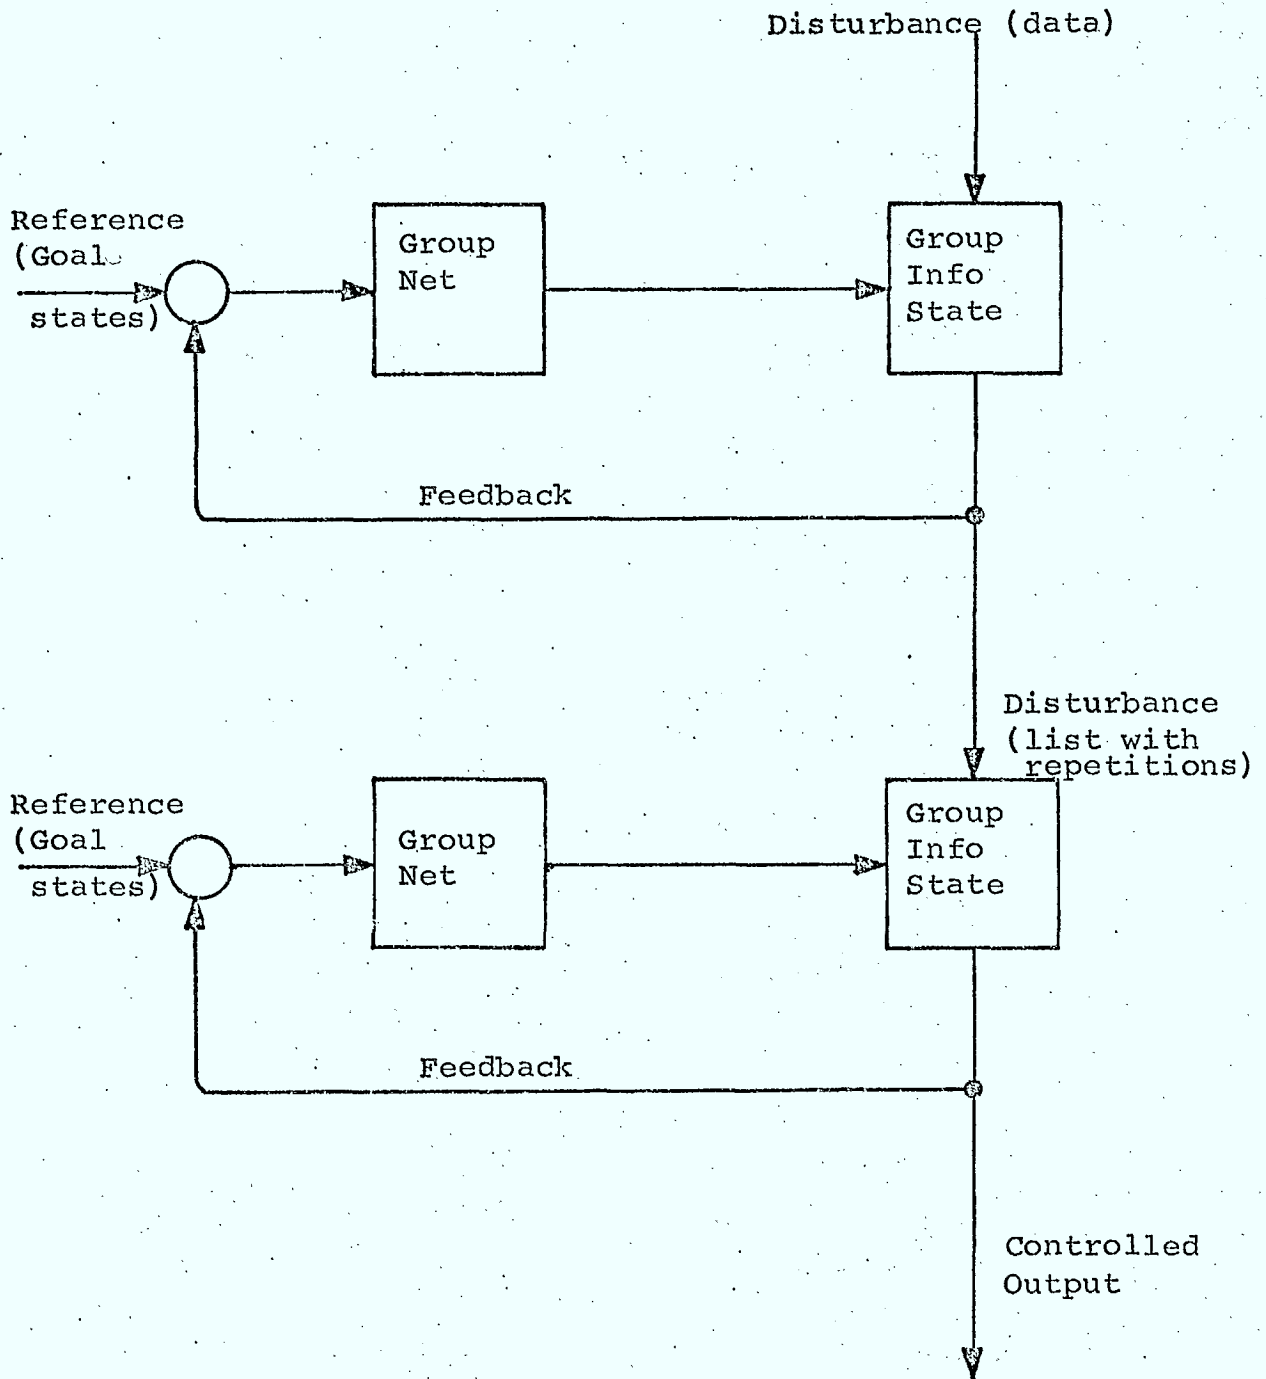 Disturbance (data)
Reference
(Goal
states)
Group
Net
Group
Info
State
Feedback
Disturbance
(list with
repetitions)
Reference
(Goal
states)
Group
Net
Group
Info
State
Feedback
Controlled
Output